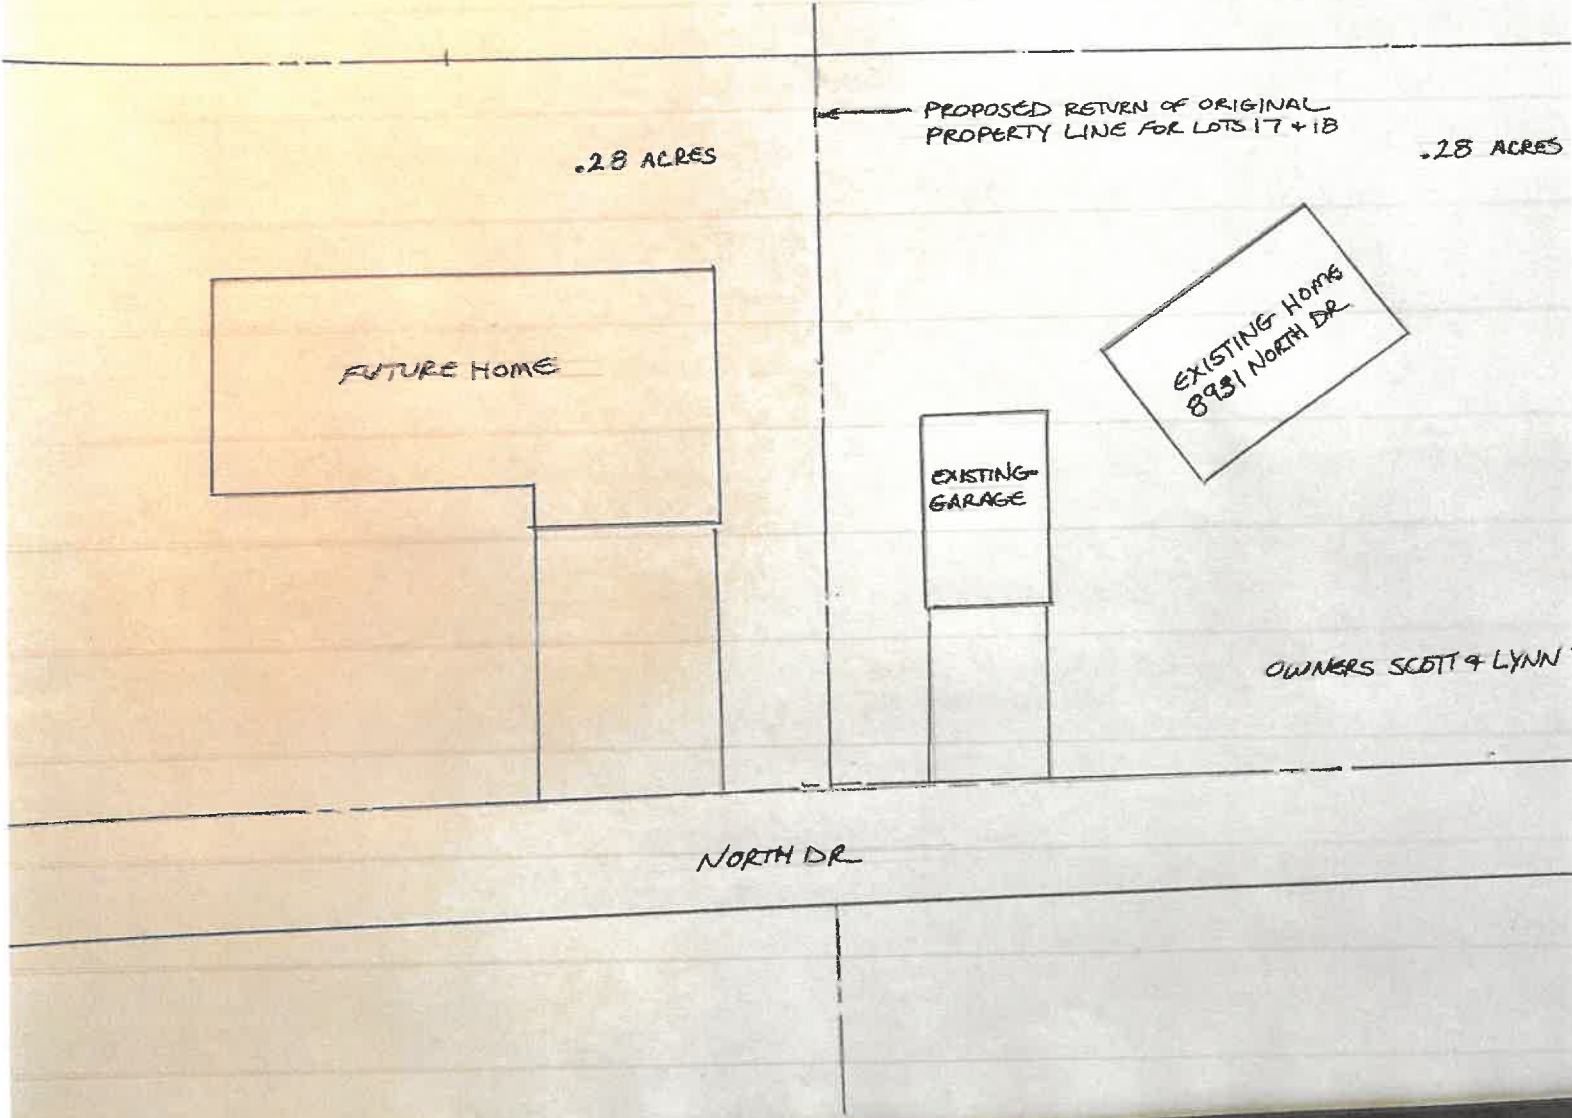 PROPOSED RETURN OF ORIGINAL
PROPERTY LINE FOR LOTS 17 + 18
.28 ACRES
.28 ACRES
FUTURE HOME
EXISTING HOME
8931 NORTH DR
EXISTING
GARAGE
OWNERS SCOTT & LYNN
NORTH DR